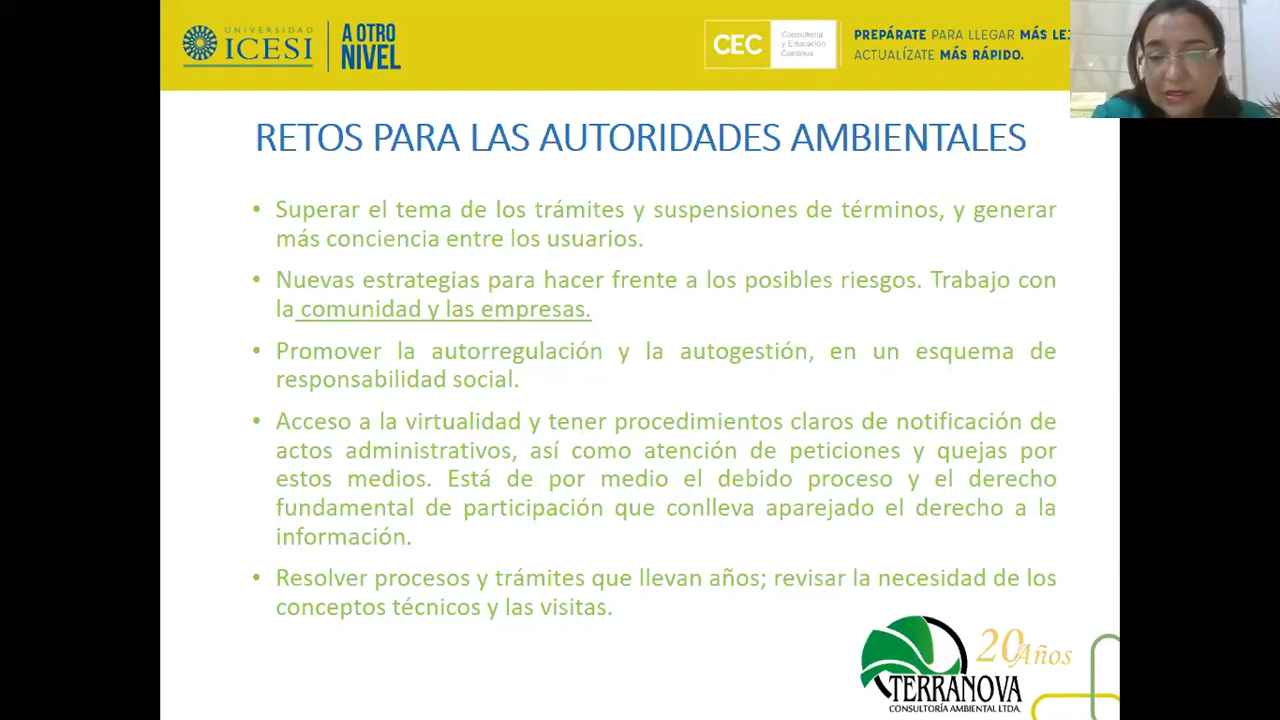 UNIVERSIDAD
ICESI
A OTRO
NIVEL
CEC
Consultoría
y Educación
Continua
PREPÁRATE PARA LLEGAR MÁS
ACTUALÍZATE MÁS RÁPIDO.
RETOS PARA LAS AUTORIDADES AMBIENTALES
• Superar el tema de los trámites y suspensiones de términos, y generar
más conciencia entre los usuarios.
• Nuevas estrategias para hacer frente a los posibles riesgos. Trabajo con
la comunidad y las empresas.
• Promover la autorregulación y la autogestión, en un esquema de
responsabilidad social.
• Acceso a la virtualidad y tener procedimientos claros de notificación de
actos administrativos, así como atención de peticiones y quejas por
estos medios. Está de por medio el debido proceso y el derecho
fundamental de participación que conlleva aparejado el derecho a la
información.
• Resolver procesos y trámites que llevan años; revisar la necesidad de los
conceptos técnicos y las visitas.
20 Años
TERRANOVA
CONSULTORÍA AMBIENTAL LTDA.